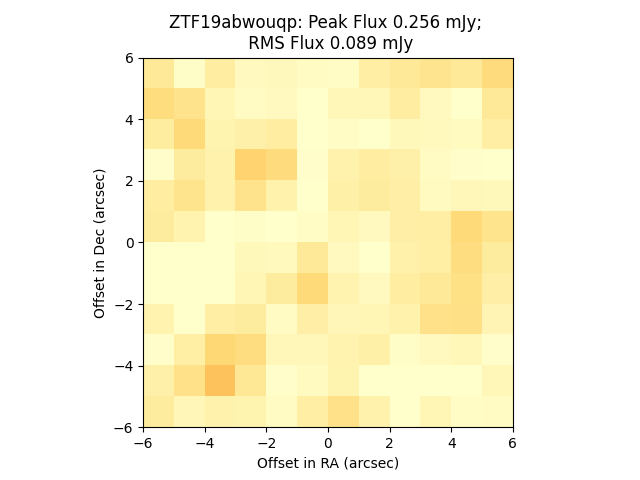 ZTF19abwouqp: Peak Flux 0.256 mJy;
RMS Flux 0.089 mJy
6
4
2
0
−2
−4
−6
Offset in Dec (arcsec)
−6 −4 −2 0 2 4 6
Offset in RA (arcsec)